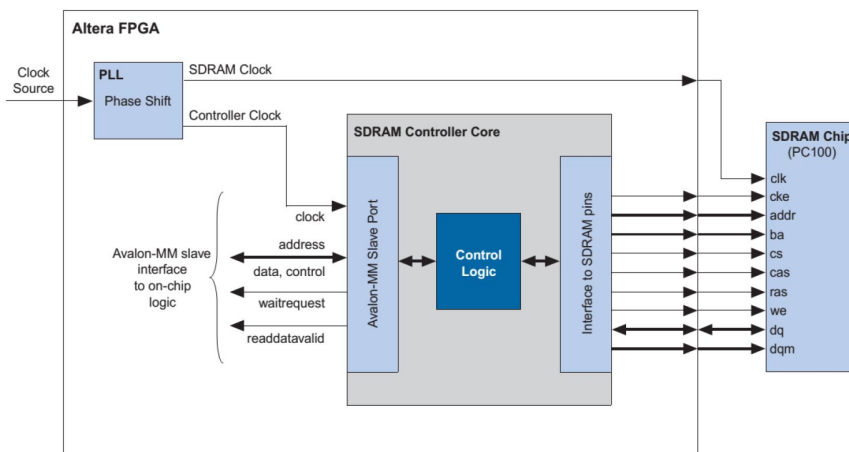 Altera FPGA
Clock
Source
PLL
Phase Shift
SDRAM Clock
Controller Clock
SDRAM Controller Core
SDRAM Chip
(PC100)
Avalon-MM slave
interface
to on-chip
logic
clock
address
data, control
waitrequest
readdatavalid
Avalon-MM Slave Port
Control
Logic
Interface to SDRAM pins
clk
cke
addr
ba
cs
cas
ras
we
dq
dqm